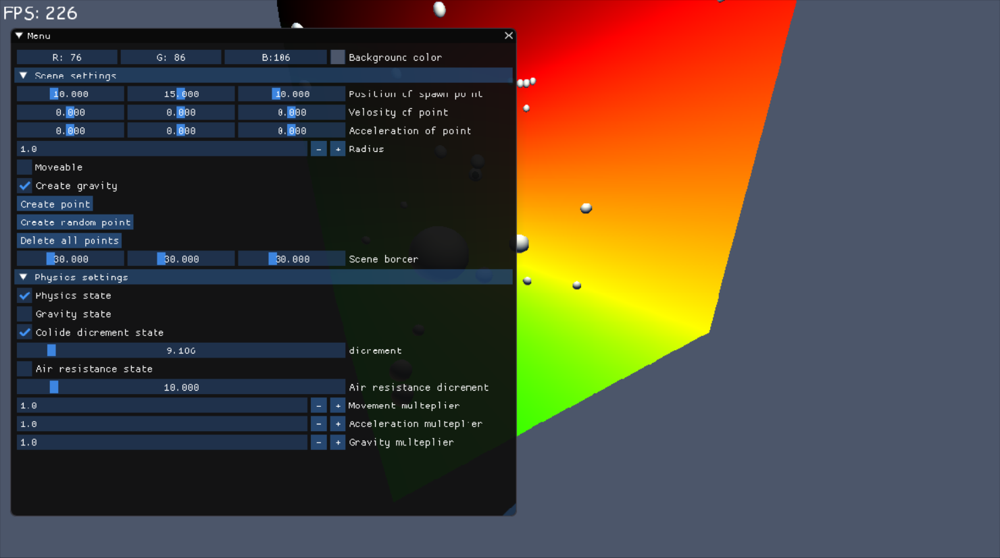 FPS: 226
Menu
R: 76 G: 86 B:106 Background color
Scene settings
10.000 15.000 10.000 Position of spawn point
0.000 0.000 0.000 Velosity of point
0.000 0.000 0.000 Acceleration of point
1.0 - + Radius
Moveable
Create gravity
Create point
Create random point
Delete all points
30.000 30.000 30.000 Scene border
Physics settings
Physics state
Gravity state
Colide dicrement state
9.106 dicrement
Air resistance state
10.000 Air resistance dicrement
1.0 - + Movement multeplier
1.0 - + Acceleration multeplier
1.0 - + Gravity multeplier